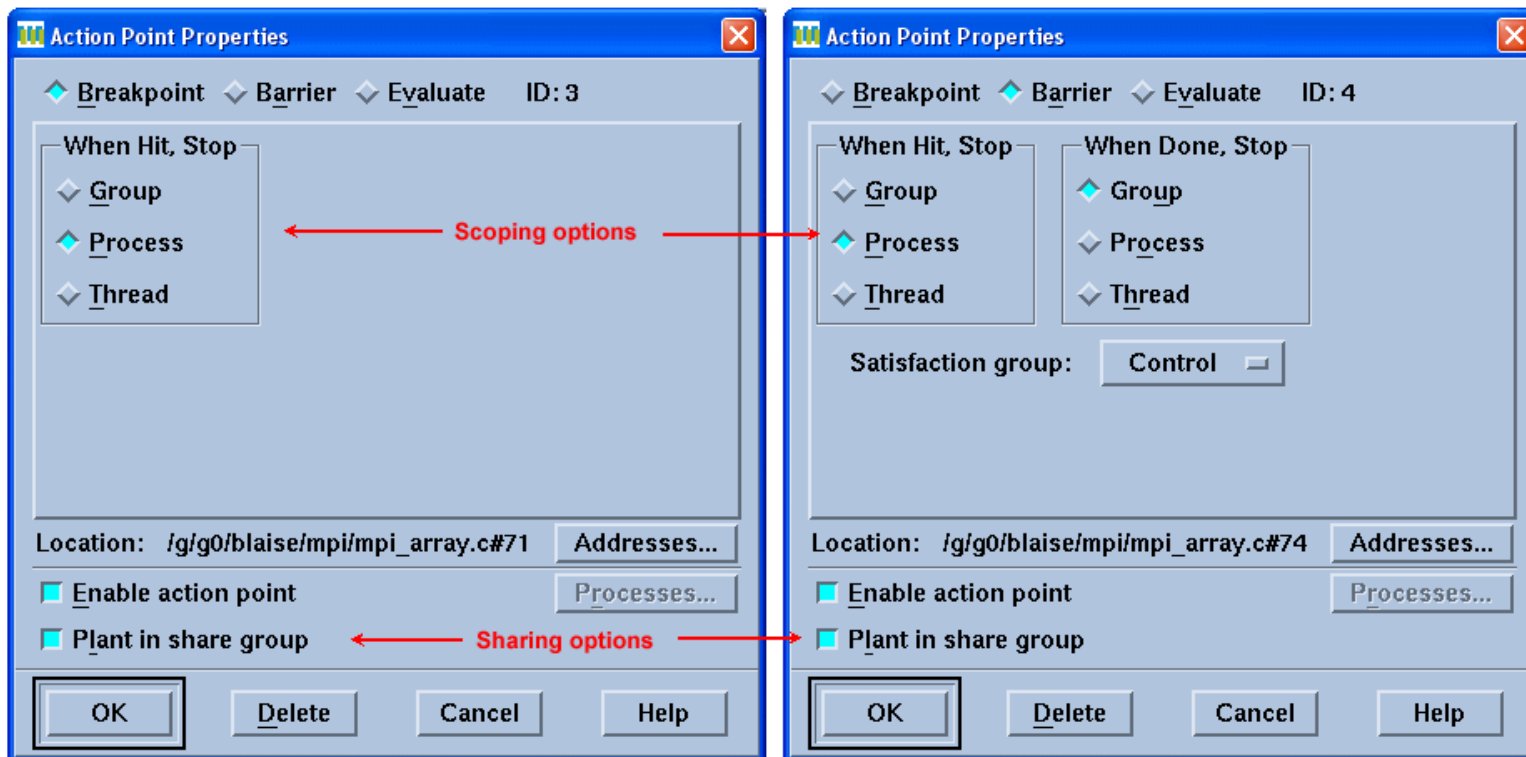 Action Point Properties
Breakpoint Barrier Evaluate ID: 3
When Hit, Stop
Group
Process
Thread
Location: /g/g0/blaise/mpi/mpi_array.c#71 Addresses...
Enable action point Processes...
Plant in share group
OK Delete Cancel Help
Scoping options
Sharing options
Action Point Properties
Breakpoint Barrier Evaluate ID: 4
When Hit, Stop When Done, Stop
Group Group
Process Process
Thread Thread
Satisfaction group: Control
Location: /g/g0/blaise/mpi/mpi_array.c#74 Addresses...
Enable action point Processes...
Plant in share group
OK Delete Cancel Help